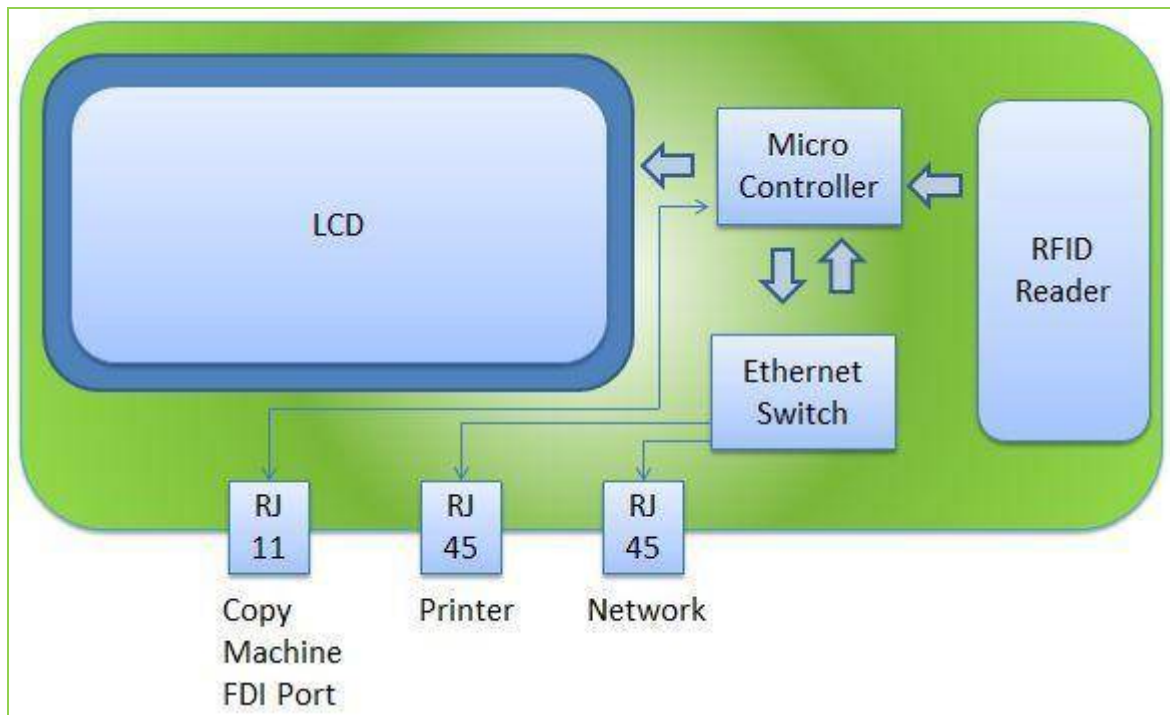 LCD
Micro
Controller
RFID
Reader
Ethernet
Switch
RJ
11
RJ
45
RJ
45
Copy
Machine
FDI Port
Printer
Network